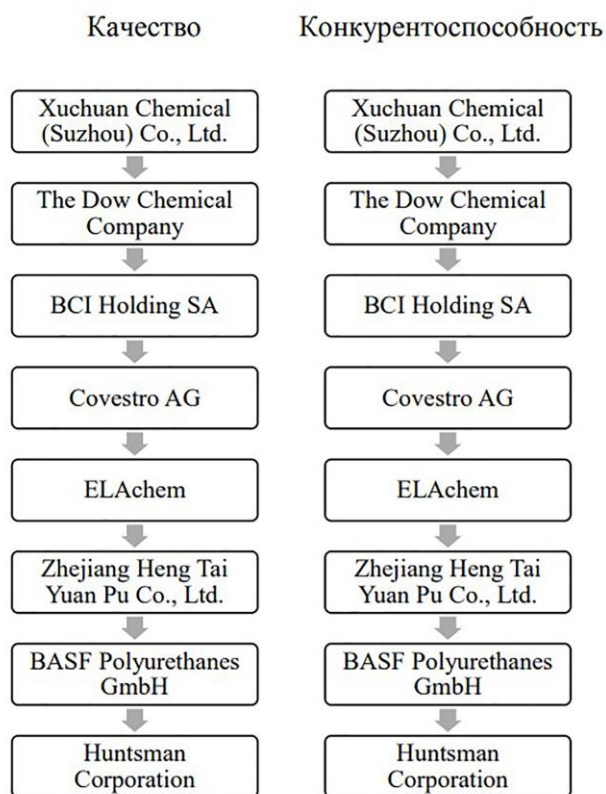 Качество
Xuchuan Chemical
(Suzhou) Co., Ltd.
The Dow Chemical
Company
BCI Holding SA
Covestro AG
ELAchem
Zhejiang Heng Tai
Yuan Pu Co., Ltd.
BASF Polyurethanes
GmbH
Huntsman
Corporation
Конкурентоспособность
Xuchuan Chemical
(Suzhou) Co., Ltd.
The Dow Chemical
Company
BCI Holding SA
Covestro AG
ELAchem
Zhejiang Heng Tai
Yuan Pu Co., Ltd.
BASF Polyurethanes
GmbH
Huntsman
Corporation